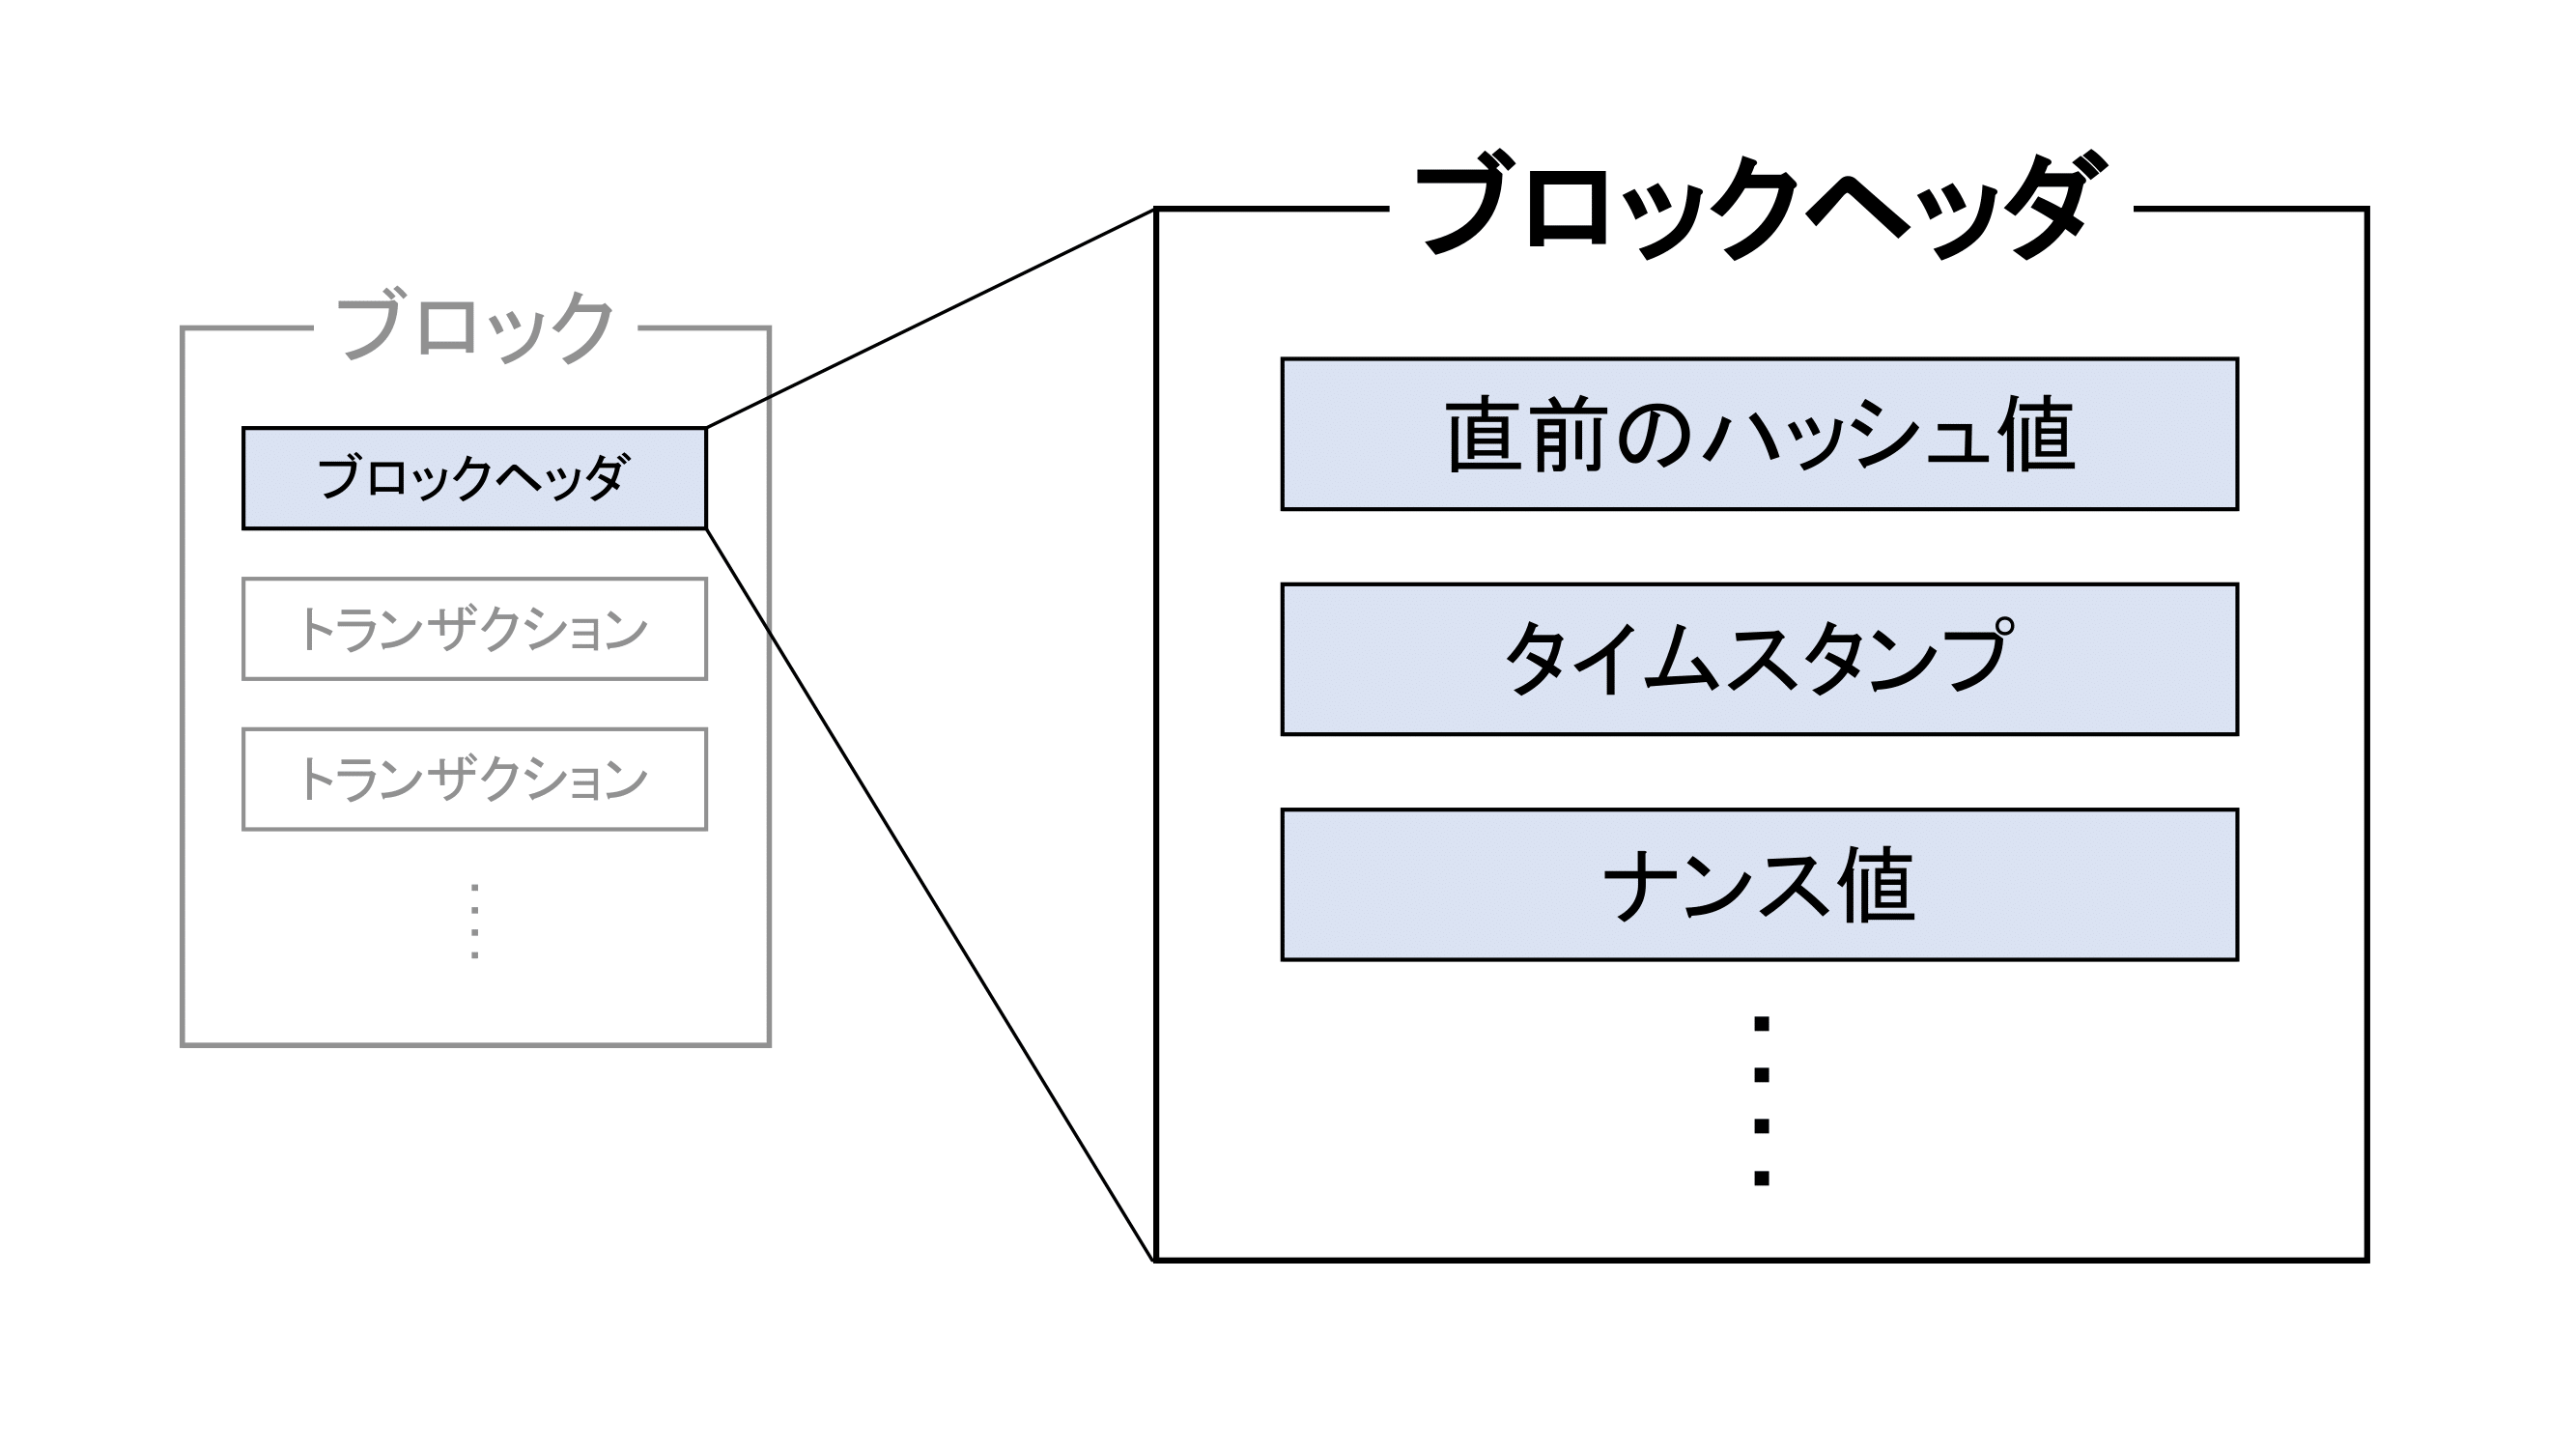 ブロック
ブロックヘッダ
トランザクション
トランザクション
ブロックヘッダ
直前のハッシュ値
タイムスタンプ
ナンス値